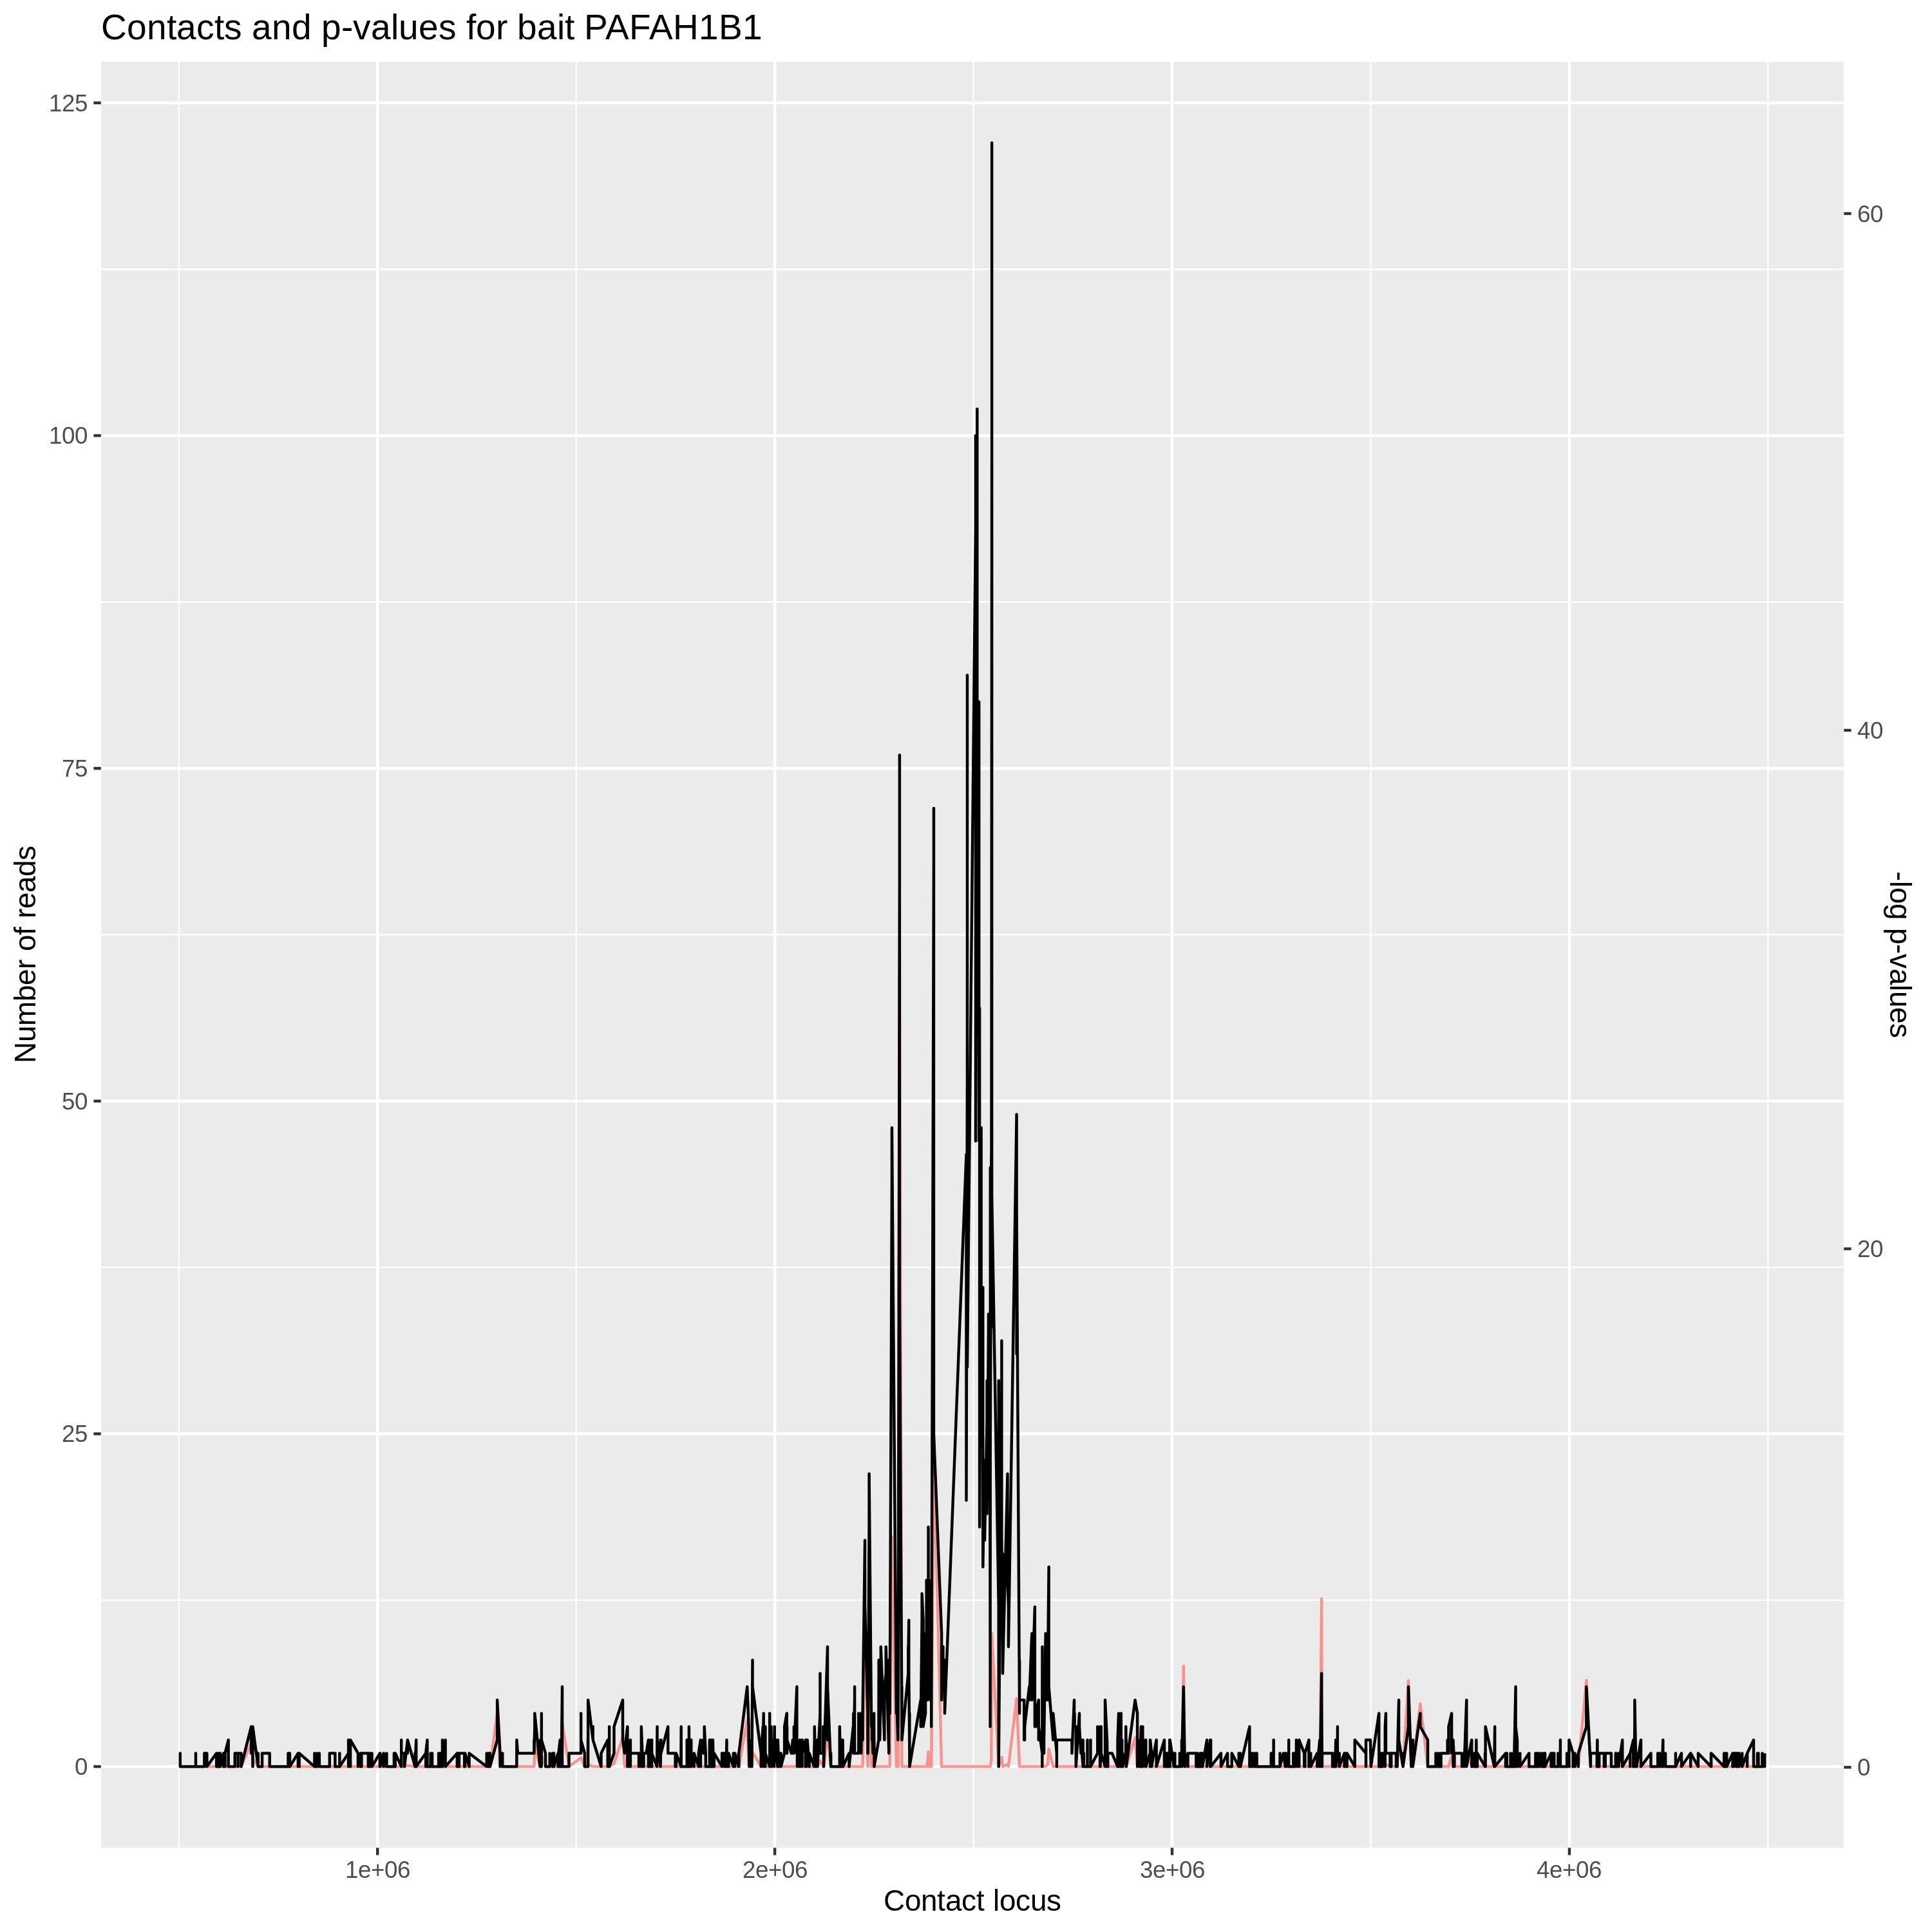 Contacts and p-values for bait PAFAH1B1
125
100
75
50
25
0
Number of reads
60
40
20
0
-log p-values
1e+06
2e+06
3e+06
4e+06
Contact locus